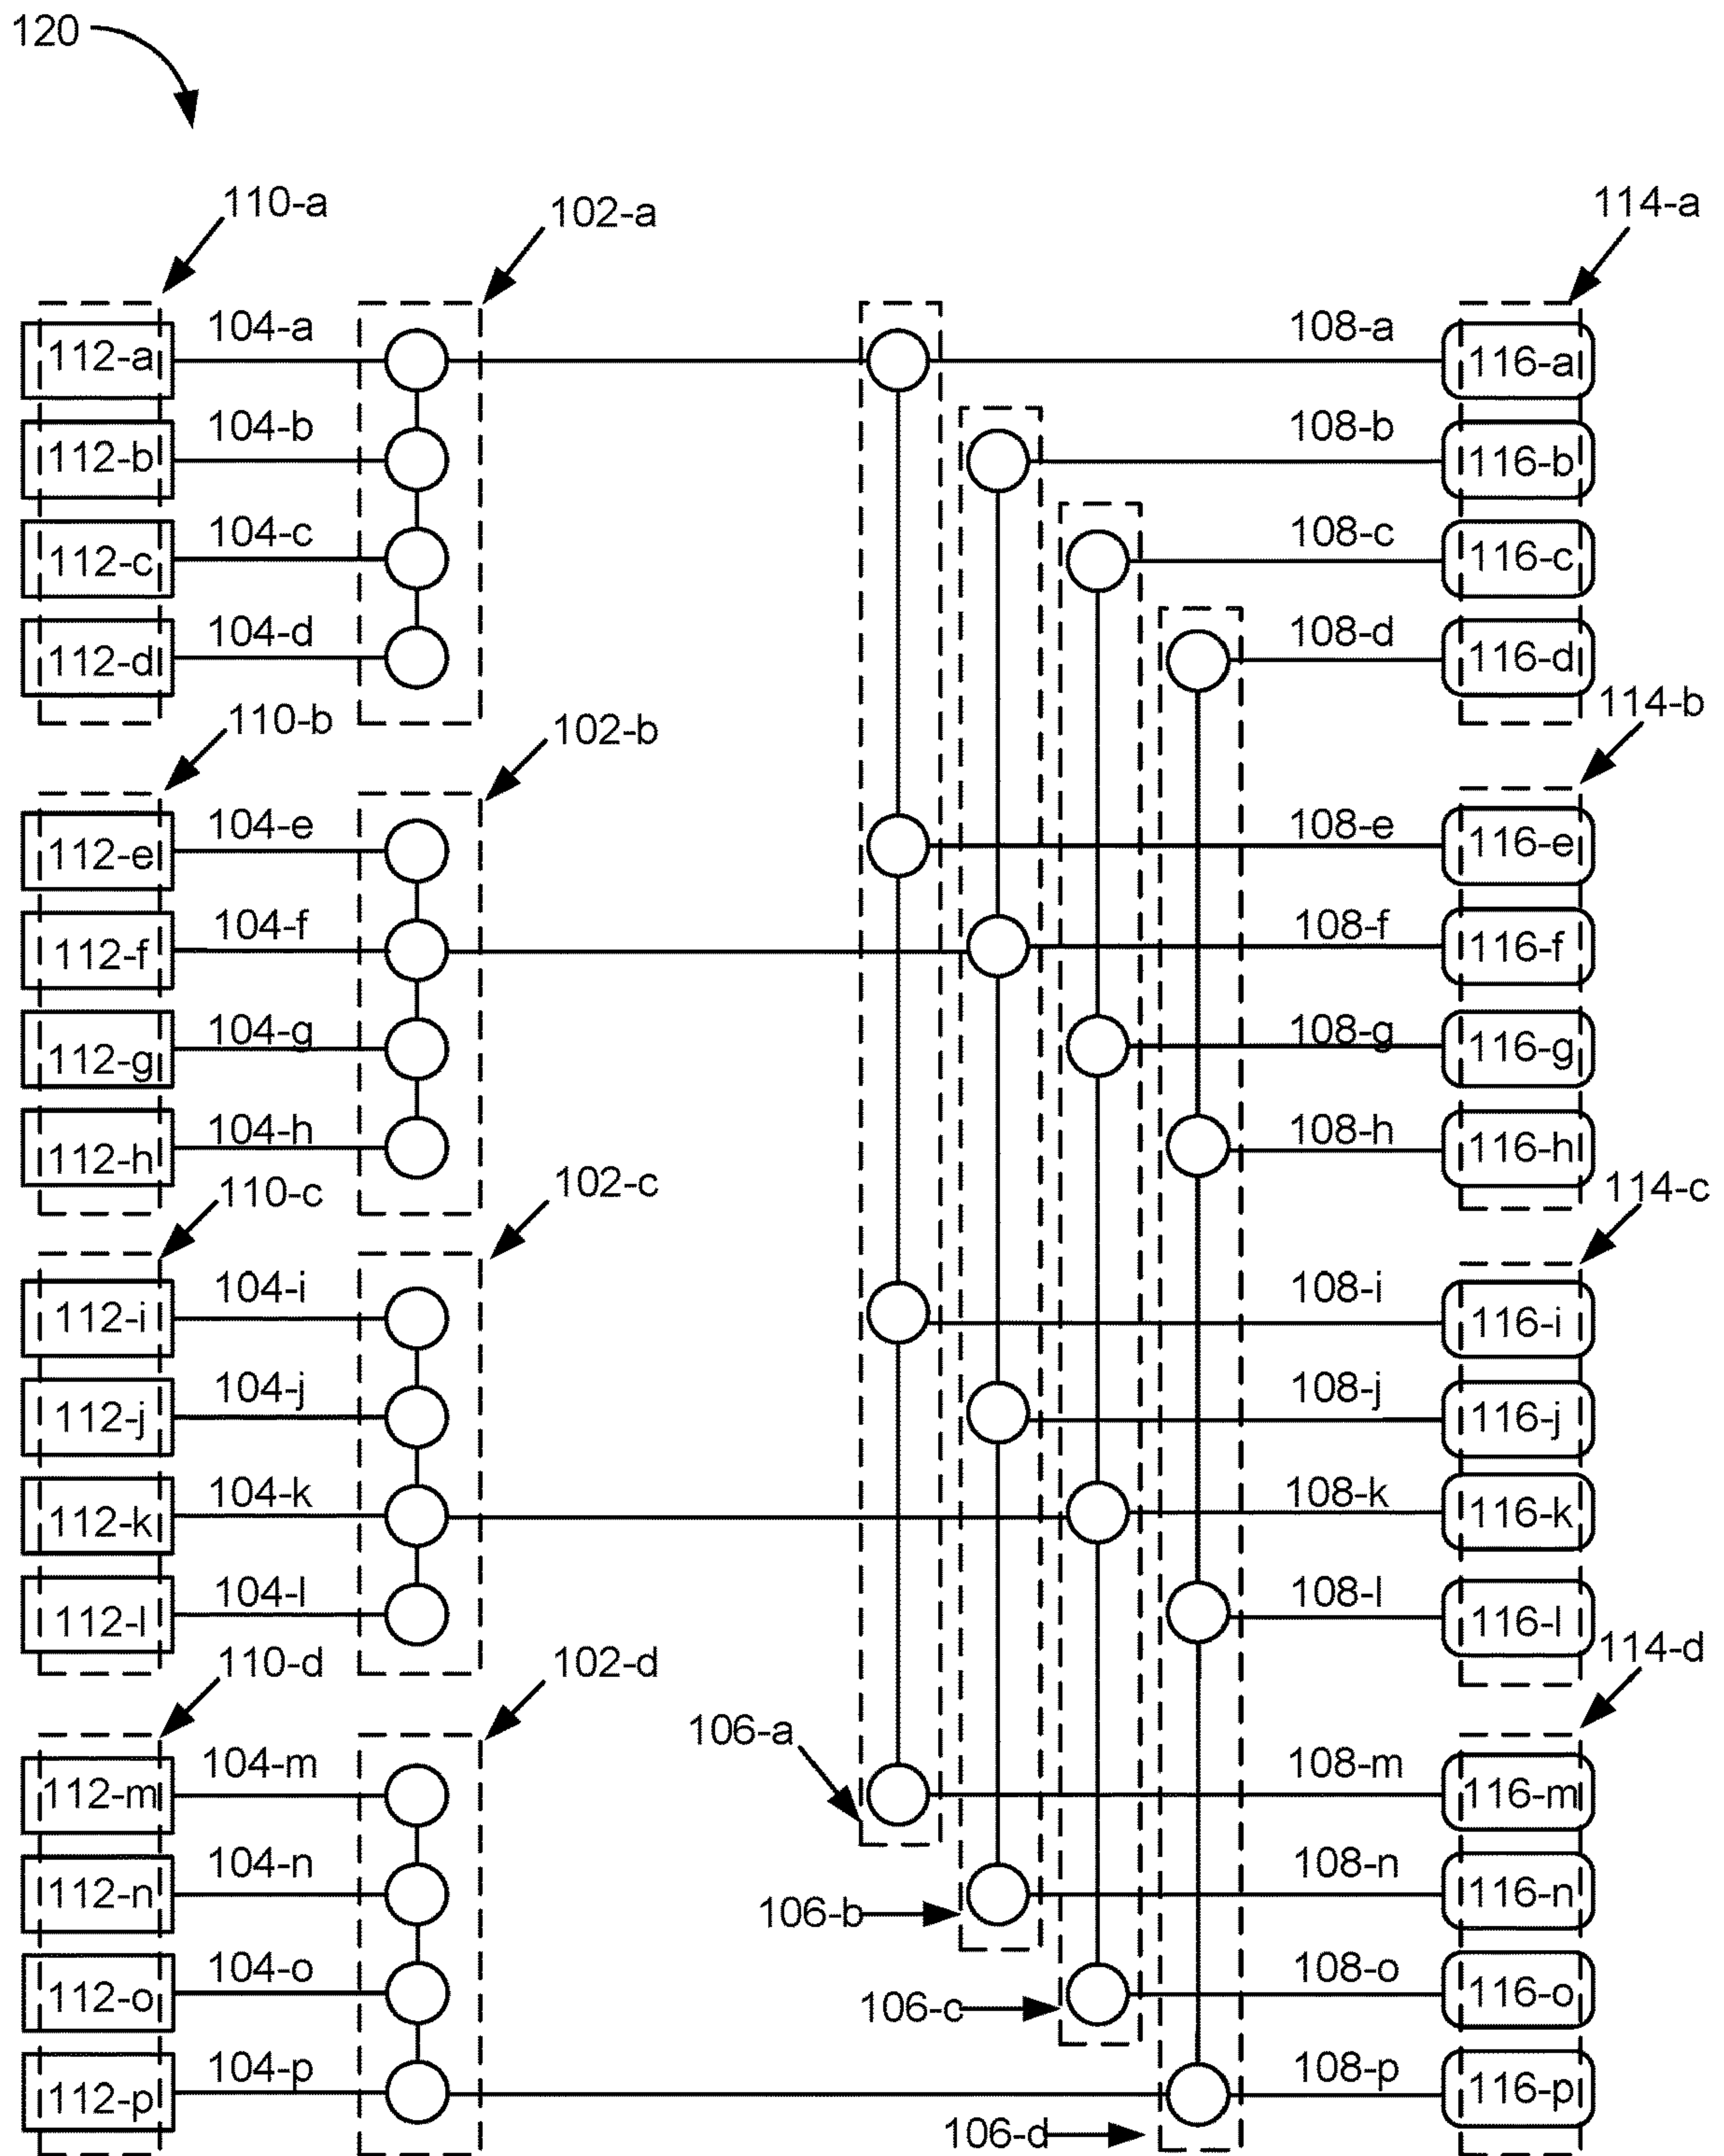 120
110-a 102-a 114-a
112-a 104-a 108-a 116-a
112-b 104-b 108-b 116-b
112-c 104-c 108-c 116-c
112-d 104-d 108-d 116-d
110-b 102-b 114-b
112-e 104-e 108-e 116-e
112-f 104-f 108-f 116-f
112-g 104-g 108-g 116-g
112-h 104-h 108-h 116-h
110-c 102-c 114-c
112-i 104-i 108-i 116-i
112-j 104-j 108-j 116-j
112-k 104-k 108-k 116-k
112-l 104-l 108-l 116-l
110-d 102-d 114-d
106-a
112-m 104-m 108-m 116-m
112-n 104-n 108-n 116-n
106-b
112-o 104-o 108-o 116-o
106-c
112-p 104-p 108-p 116-p
106-d